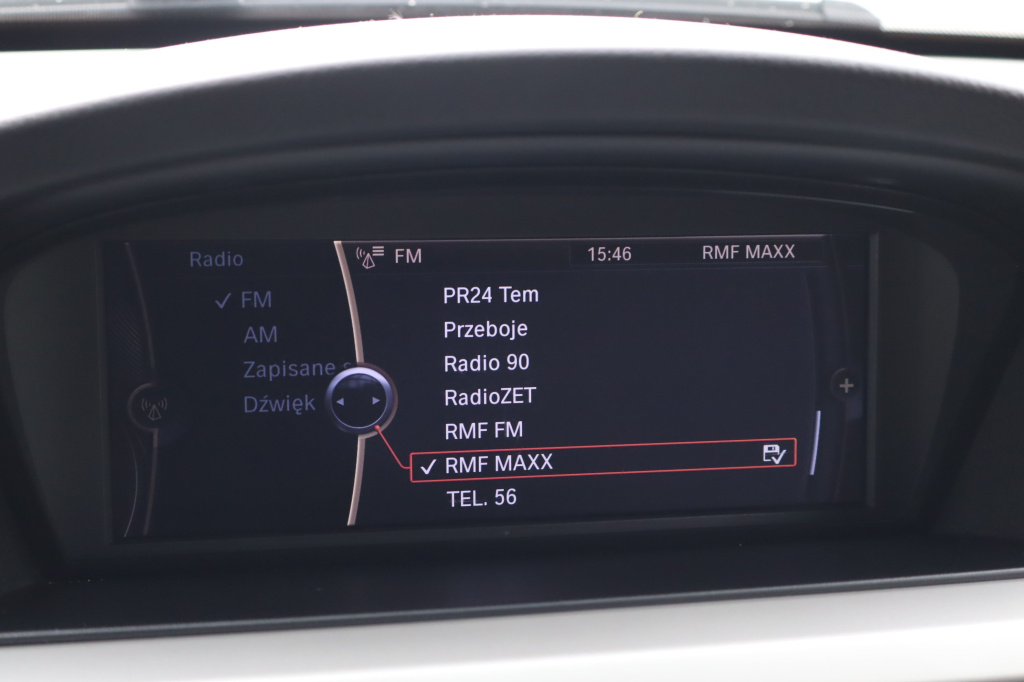 Radio
✓ FM
AM
Zapisane s
Dźwięk
FM 15:46 RMF MAXX
PR24 Tem
Przeboje
Radio 90
RadioZET
RMF FM
✓ RMF MAXX
TEL. 56